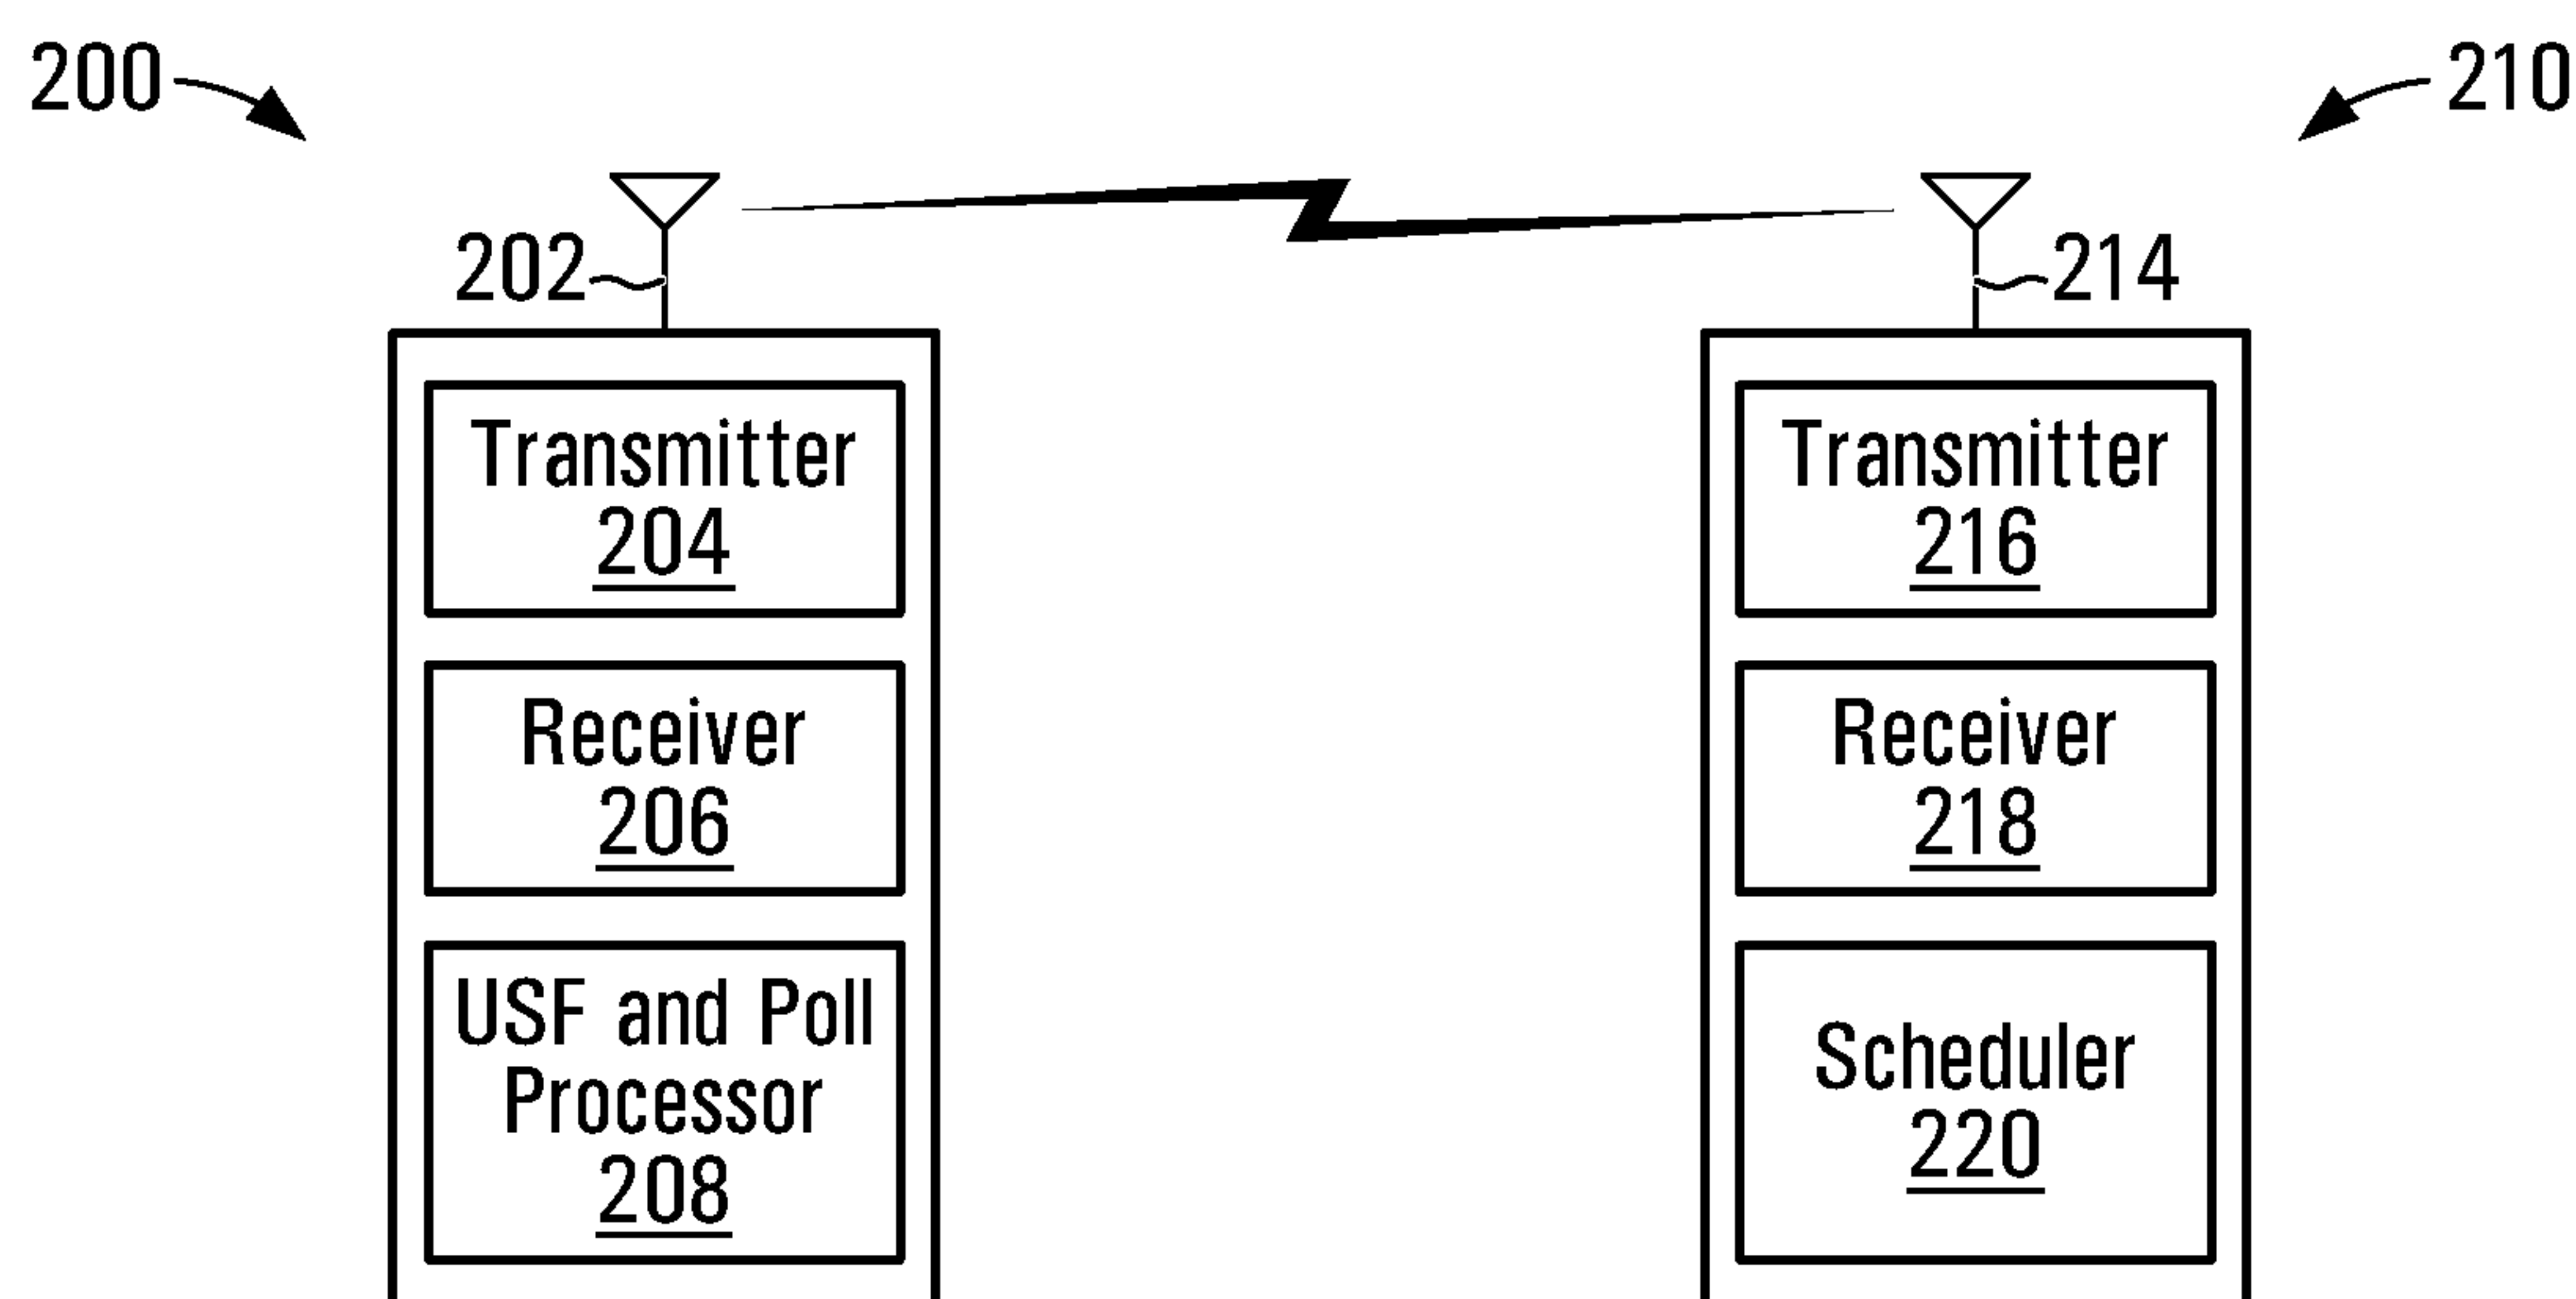 200
210
202
214
Transmitter
204
Transmitter
216
Receiver
206
Receiver
218
USF and Poll
Processor
208
Scheduler
220